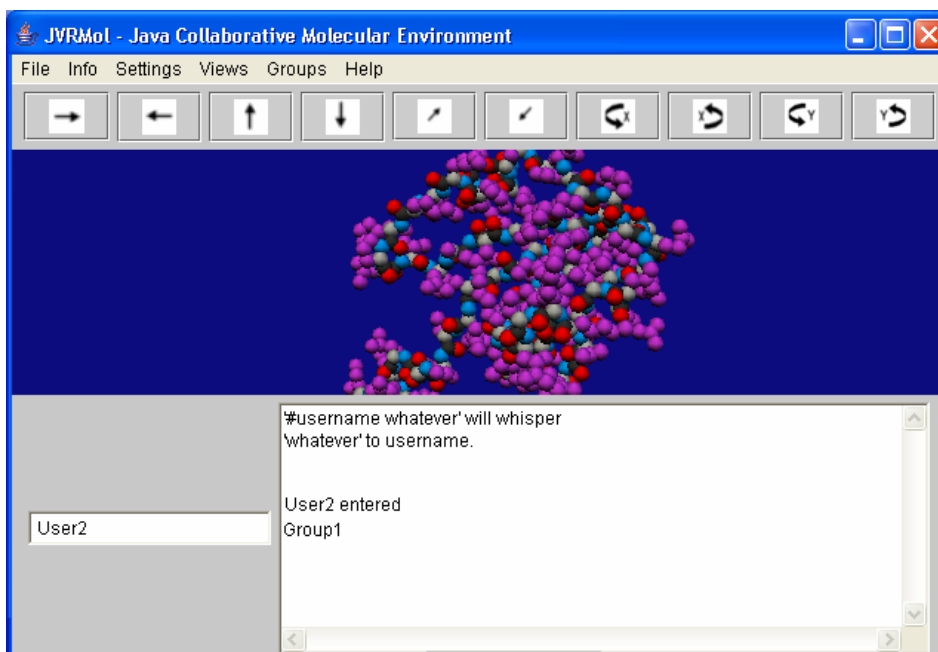 JVRMol - Java Collaborative Molecular Environment
File Info Settings Views Groups Help
X X Y Y
'#username whatever' will whisper
'whatever' to username.
User2 entered
User2
Group1